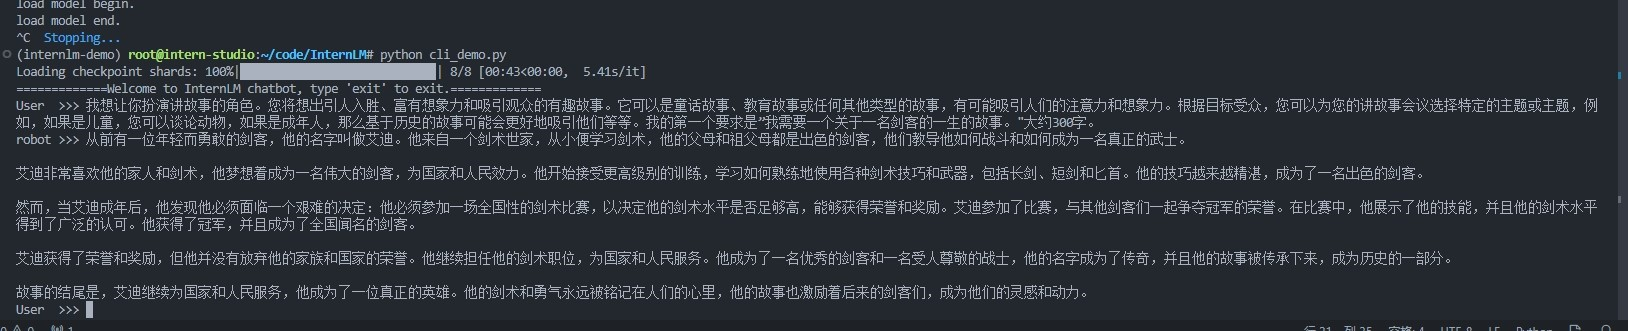 load model begin.
load model end.
^C  Stopping...
(internlm-demo) root@intern-studio:~/code/InternLM# python cli_demo.py
Loading checkpoint shards: 100%| | 8/8 [00:43<00:00,  5.41s/it]
=============Welcome to InternLM chatbot, type 'exit' to exit.=============
User  >>> 我想让你扮演讲故事的角色。您将想出引人入胜、富有想象力和吸引观众的有趣故事。它可以是童话故事、教育故事或任何其他类型的故事，有可能吸引人们的注意力和想象力。根据目标受众，您可以为您的讲故事会议选择特定的主题或主题，例
如，如果是儿童，您可以谈论动物，如果是成年人，那么基于历史的故事可能会更好地吸引他们等等。我的第一个要求是”我需要一个关于一名剑客的一生的故事。"大约300字。
robot >>> 从前有一位年轻而勇敢的剑客，他的名字叫做艾迪。他来自一个剑术世家，从小便学习剑术，他的父母和祖父母都是出色的剑客，他们教导他如何战斗和如何成为一名真正的武士。
艾迪非常喜欢他的家人和剑术，他梦想着成为一名伟大的剑客，为国家和人民效力。他开始接受更高级别的训练，学习如何熟练地使用各种剑术技巧和武器，包括长剑、短剑和匕首。他的技巧越来越精湛，成为了一名出色的剑客。
然而，当艾迪成年后，他发现他必须面临一个艰难的决定：他必须参加一场全国性的剑术比赛，以决定他的剑术水平是否足够高，能够获得荣誉和奖励。艾迪参加了比赛，与其他剑客们一起争夺冠军的荣誉。在比赛中，他展示了他的技能，并且他的剑术水平
得到了广泛的认可。他获得了冠军，并且成为了全国闻名的剑客。
艾迪获得了荣誉和奖励，但他并没有放弃他的家族和国家的荣誉。他继续担任他的剑术职位，为国家和人民服务。他成为了一名优秀的剑客和一名受人尊敬的战士，他的名字成为了传奇，并且他的故事被传承下来，成为历史的一部分。
故事的结尾是，艾迪继续为国家和人民服务，他成为了一位真正的英雄。他的剑术和勇气永远被铭记在人们的心里，他的故事也激励着后来的剑客们，成为他们的灵感和动力。
User  >>>